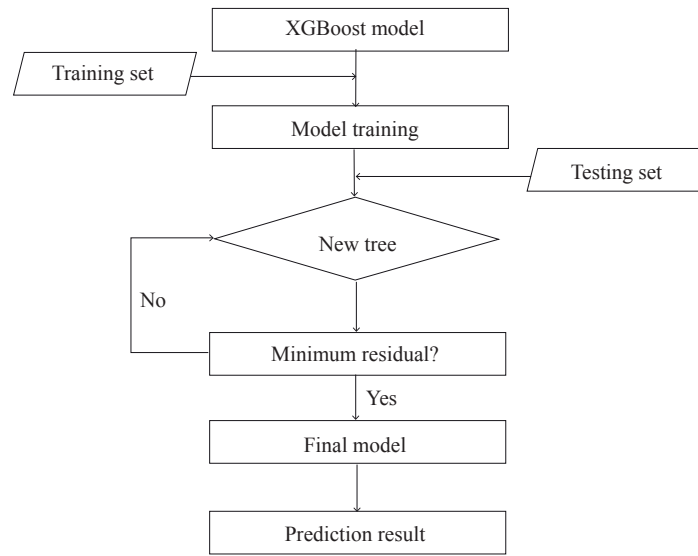 XGBoost model
Training set
Model training
Testing set
New tree
No
Minimum residual?
Yes
Final model
Prediction result